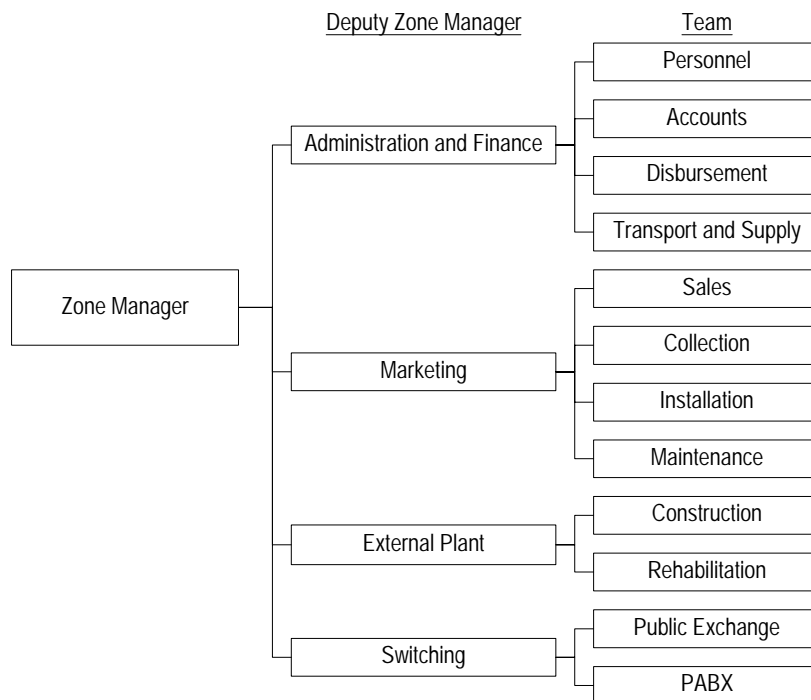 Deputy Zone Manager
Team
Personnel
Accounts
Administration and Finance
Disbursement
Transport and Supply
Zone Manager
Sales
Collection
Marketing
Installation
Maintenance
Construction
External Plant
Rehabilitation
Public Exchange
Switching
PABX